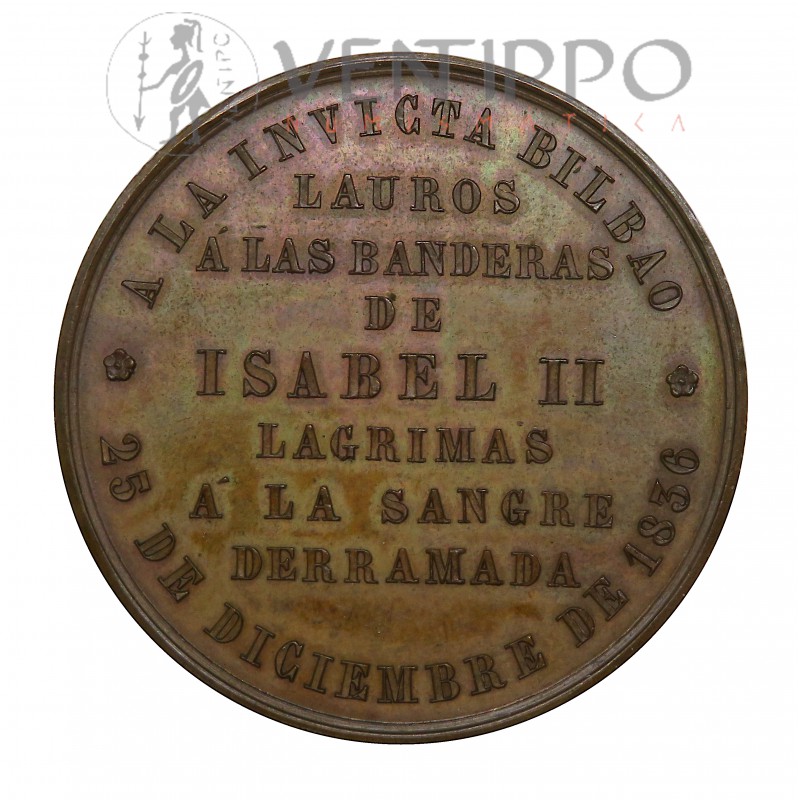 VENTIPPO
A LA INVICTA BILBAO
LAUROS
Á LAS BANDERAS
DE
ISABEL II
LAGRIMAS
Á LA SANGRE
DERRAMADA
25 DE DICIEMBRE DE 1836